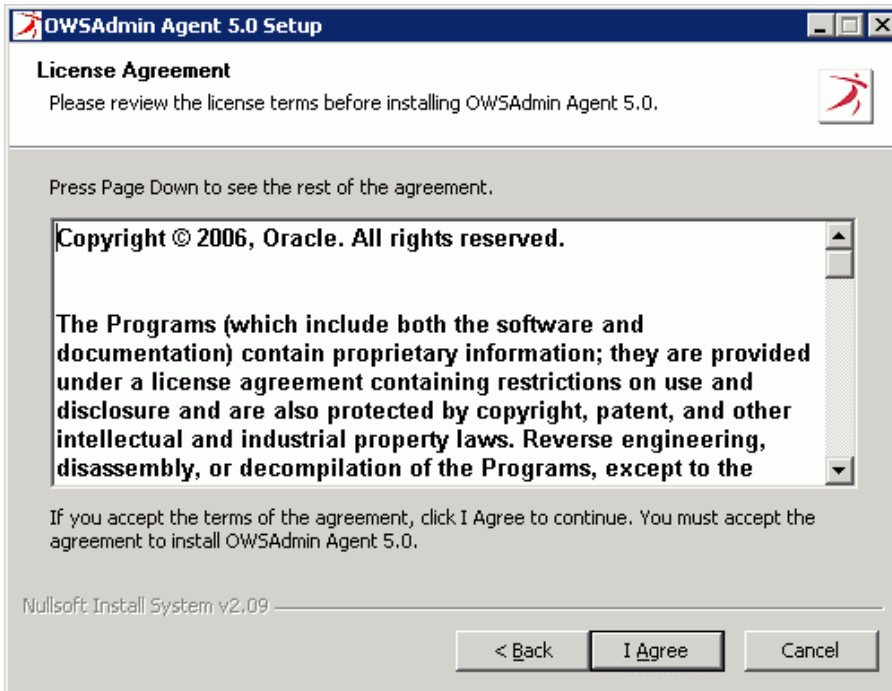 OWSAdmin Agent 5.0 Setup
License Agreement
Please review the license terms before installing OWSAdmin Agent 5.0.
Press Page Down to see the rest of the agreement.
Copyright © 2006, Oracle. All rights reserved.
The Programs (which include both the software and
documentation) contain proprietary information; they are provided
under a license agreement containing restrictions on use and
disclosure and are also protected by copyright, patent, and other
intellectual and industrial property laws. Reverse engineering,
disassembly, or decompilation of the Programs, except to the
If you accept the terms of the agreement, click I Agree to continue. You must accept the
agreement to install OWSAdmin Agent 5.0.
Nullsoft Install System v2.09
< Back I Agree Cancel